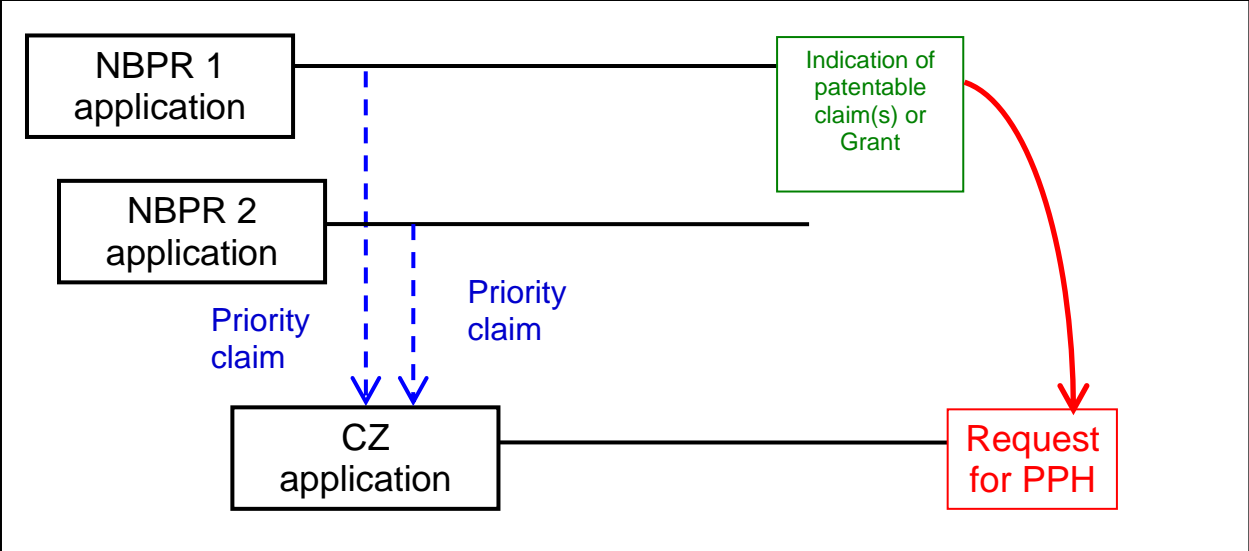 NBPR 1
application
Indication of
patentable
claim(s) or
Grant
NBPR 2
application
Priority
claim
Priority
claim
CZ
application
Request
for PPH